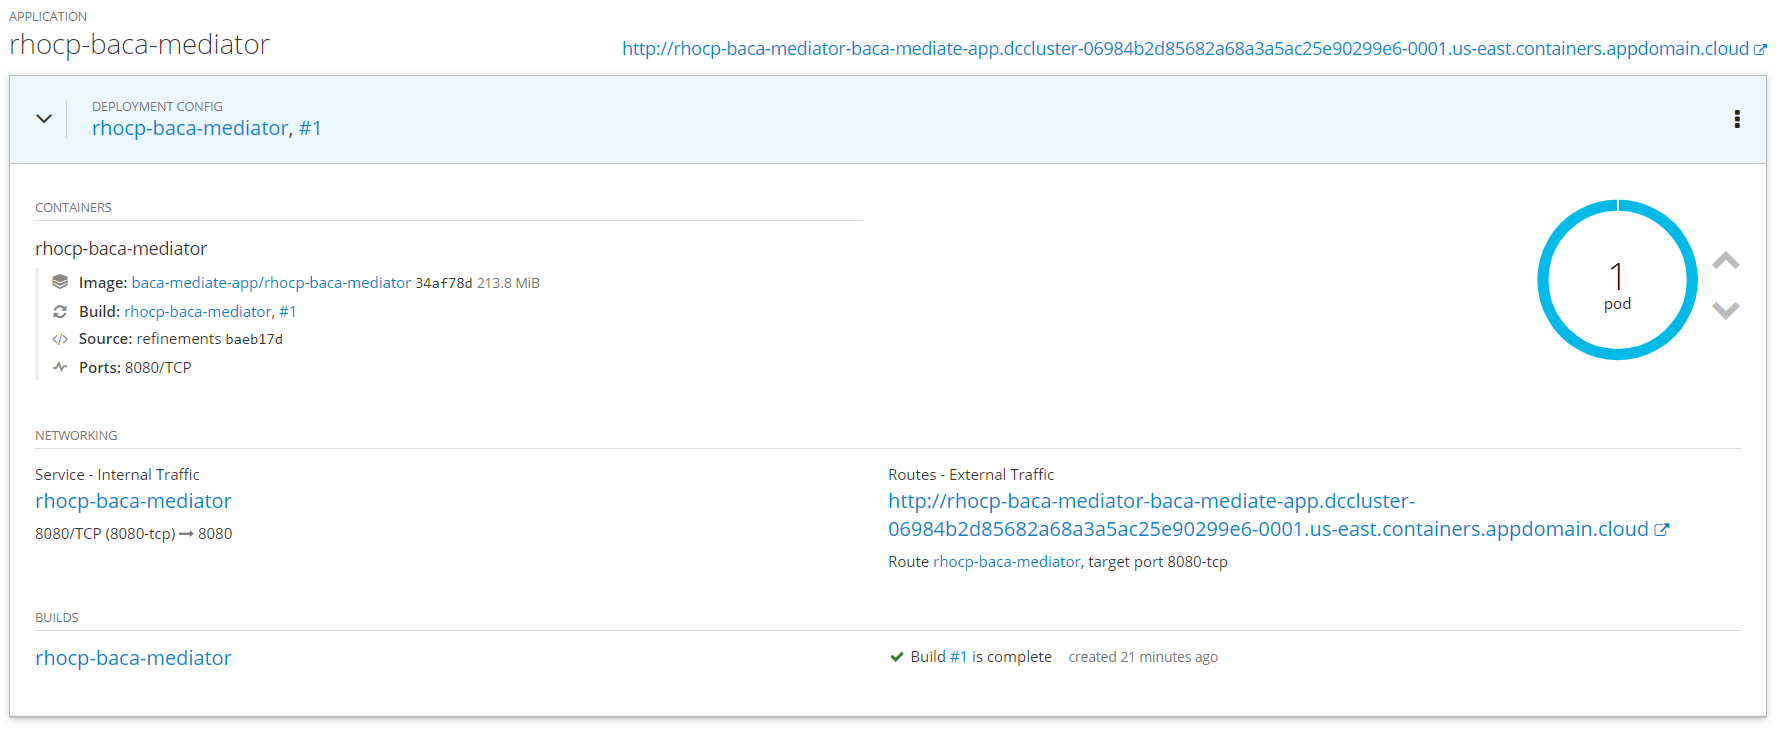 APPLICATION
rhocp-baca-mediator
http://rhocp-baca-mediator-baca-mediate-app.dccluster-06984b2d85682a68a3a5ac25e90299e6-0001.us-east.containers.appdomain.cloud
DEPLOYMENT CONFIG
rhocp-baca-mediator, #1
CONTAINERS
rhocp-baca-mediator
Image: baca-mediate-app/rhocp-baca-mediator 34af78d 213.8 MiB
Build: rhocp-baca-mediator, #1
Source: refinements baeb17d
Ports: 8080/TCP
1
pod
NETWORKING
Service - Internal Traffic
rhocp-baca-mediator
8080/TCP (8080-tcp) → 8080
Routes - External Traffic
http://rhocp-baca-mediator-baca-mediate-app.dccluster-
06984b2d85682a68a3a5ac25e90299e6-0001.us-east.containers.appdomain.cloud
Route rhocp-baca-mediator, target port 8080-tcp
BUILDS
rhocp-baca-mediator
Build #1 is complete created 21 minutes ago